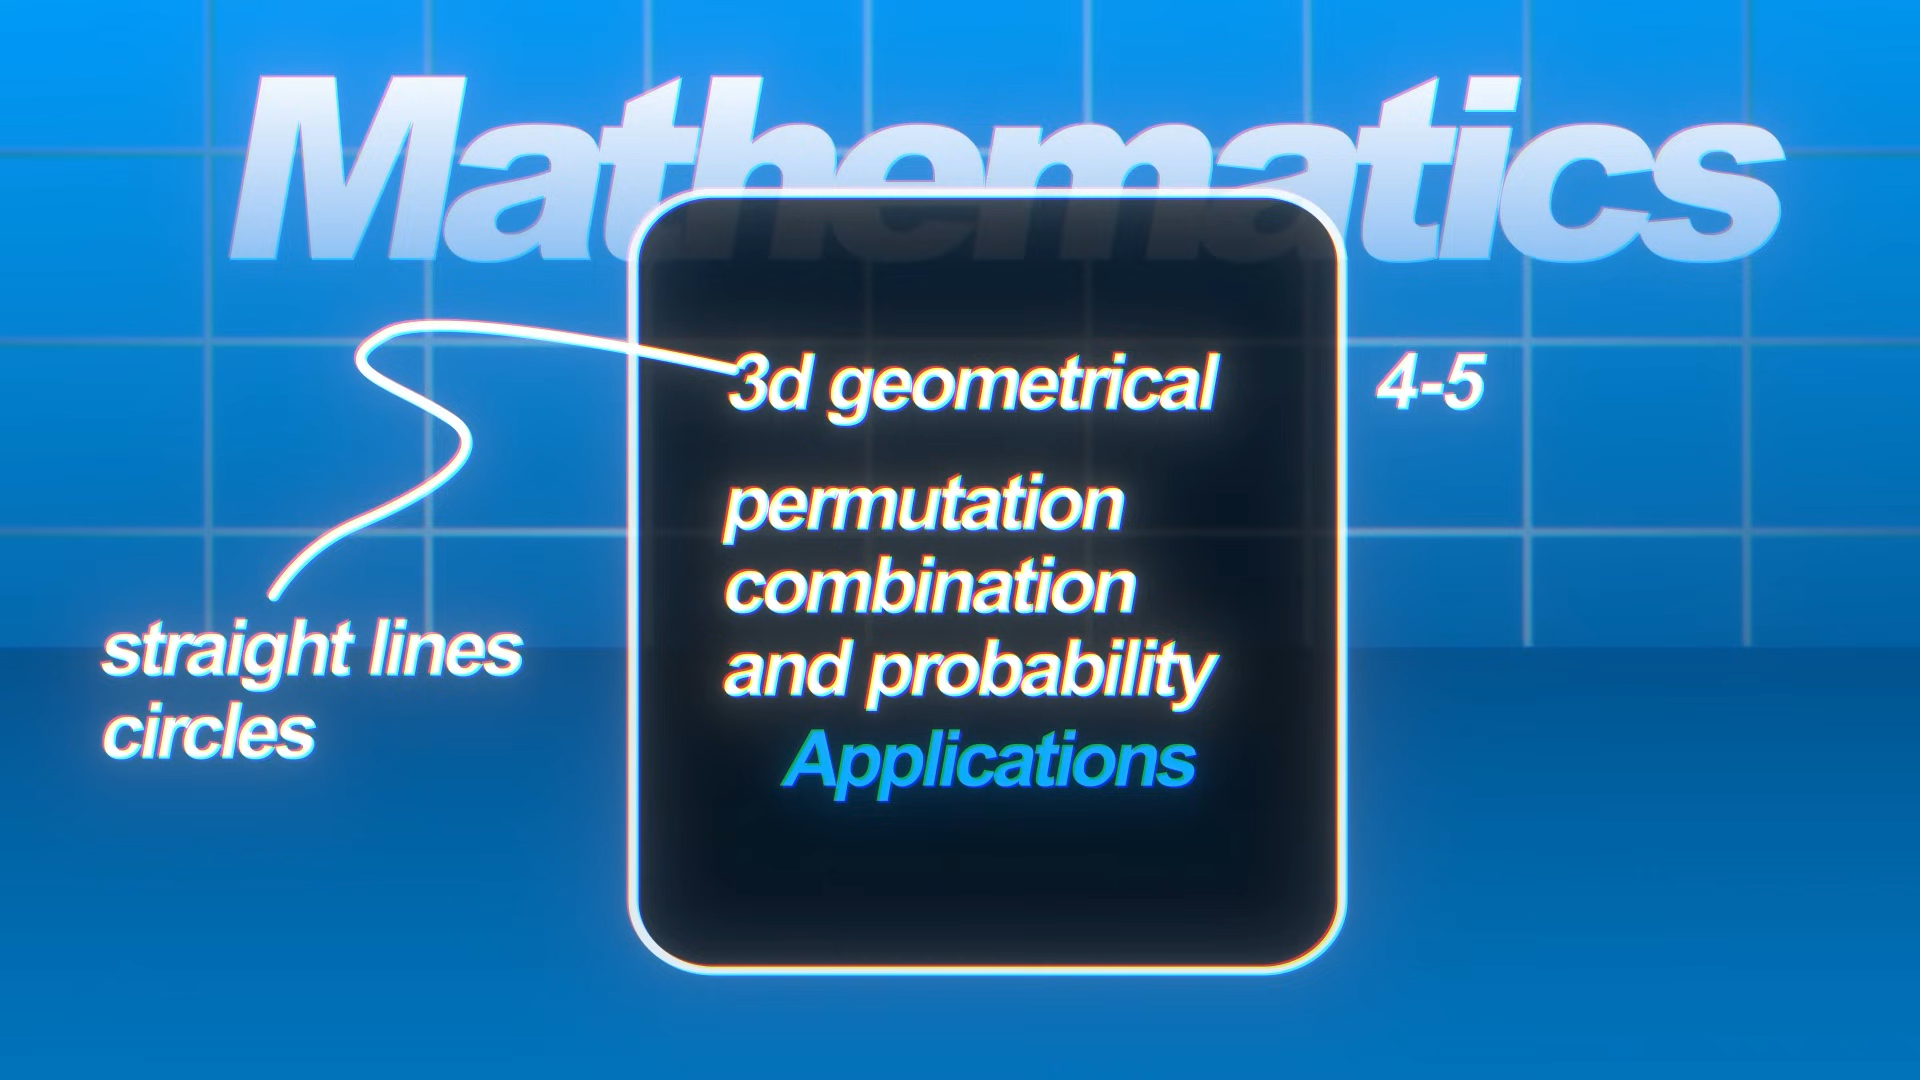 Mathematics
3d geometrical
4-5
permutation
combination
and probability
Applications
straight lines
circles